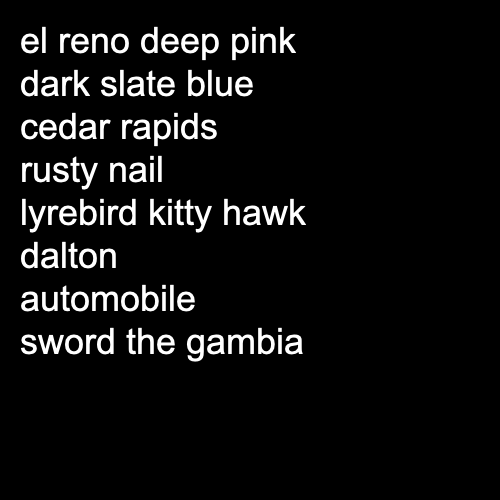 el reno deep pink
dark slate blue
cedar rapids
rusty nail
lyrebird kitty hawk
dalton
automobile
sword the gambia